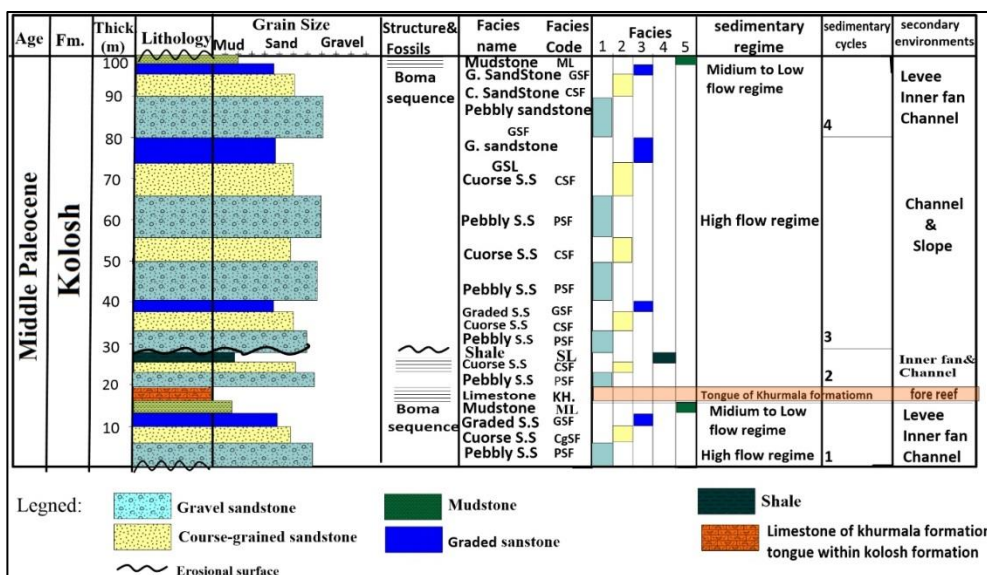 Age
Fm.
Thick
(m)
Lithology
Grain Size
Mud Sand Gravel
Structure&
Fossils
Facies
name
Facies
Code
Facies
1 2 3 4 5
sedimentary
regime
sedimentary
cycles
secondary
environments
Middle Paleocene
Kolosh
100
90
80
70
60
50
40
30
20
10
Boma
sequence
Boma
sequence
Mudstone ML
G. SandStone GSF
C. SandStone CSF
Pebbly sandstone
GSF
G. sandstone
GSL
Cuorse S.S CSF
Pebbly S.S PSF
Cuorse S.S CSF
Pebbly S.S PSF
Graded S.S GSF
Cuorse S.S CSF
Pebbly S.S PSF
Shale SL
Cuorse S.S CSF
Pebbly S.S PSF
Limestone KH.
Mudstone ML
Graded S.S GSF
Cuorse S.S CgSF
Pebbly S.S PSF
Midium to Low
flow regime
High flow regime
Tongue of Khurmala formatiomn
Midium to Low
flow regime
High flow regime
4
3
2
1
Levee
Inner fan
Channel
Channel
&
Slope
Inner fan&
Channel
fore reef
Levee
Inner fan
Channel
Legned:
Gravel sandstone
Course-grained sandstone
Erosional surface
Mudstone
Graded sanstone
Shale
Limestone of khurmala formation
tongue within kolosh formation